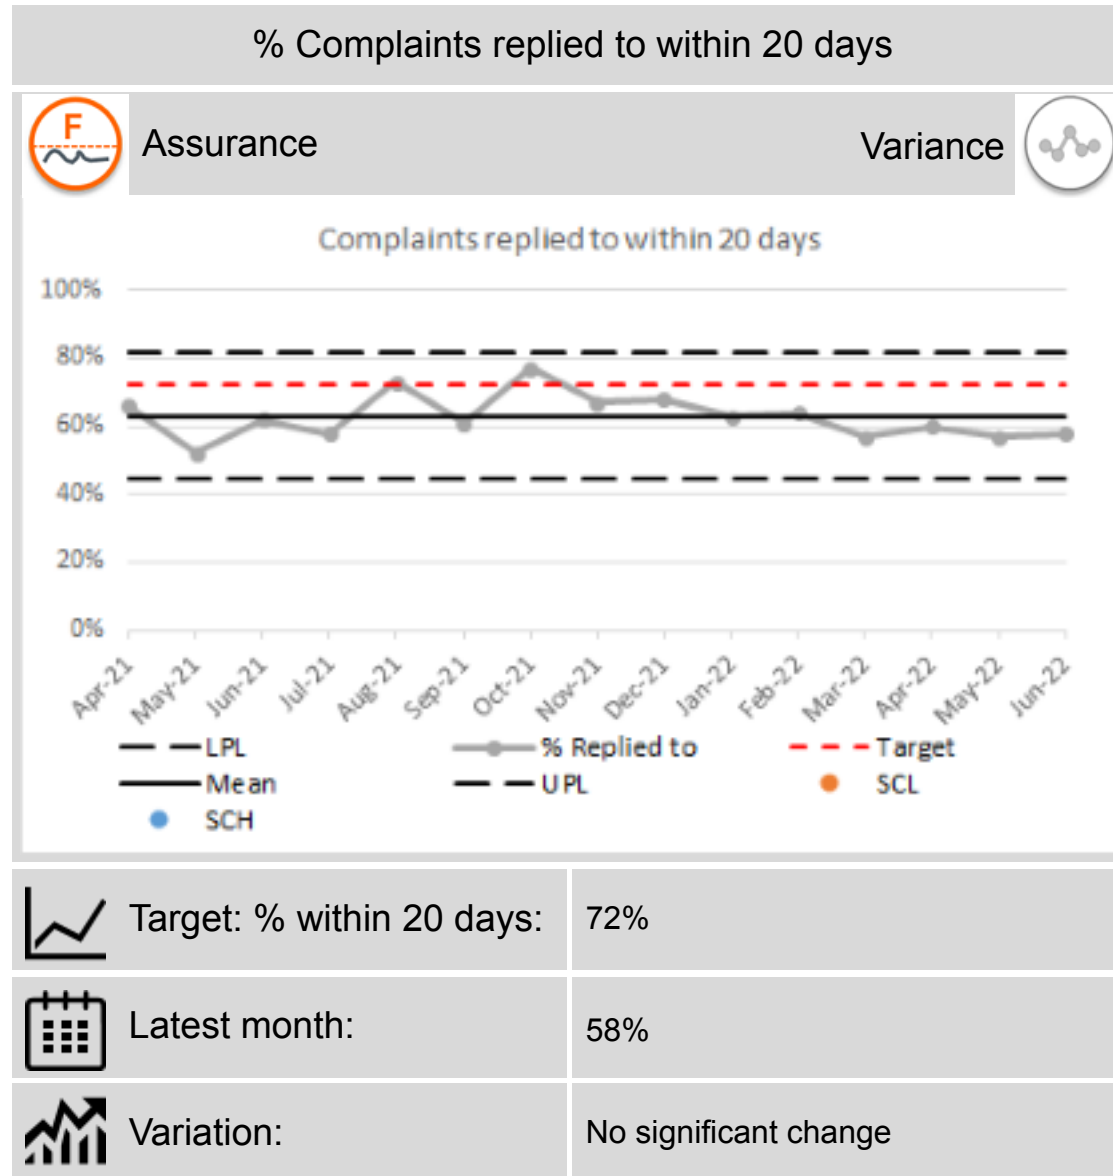 % Complaints replied to within 20 days
F
Assurance
Variance
Complaints replied to within 20 days
100%
80%
60%
40%
20%
0%
Apr-21
May-21
Jun-21
Jul-21
Aug-21
Sep-21
Oct-21
Nov-21
Dec-21
Jan-22
Feb-22
Mar-22
Apr-22
May-22
Jun-22
LPL % Replied to Target
Mean UPL SCL
SCH
Target: % within 20 days: 72%
Latest month: 58%
Variation: No significant change